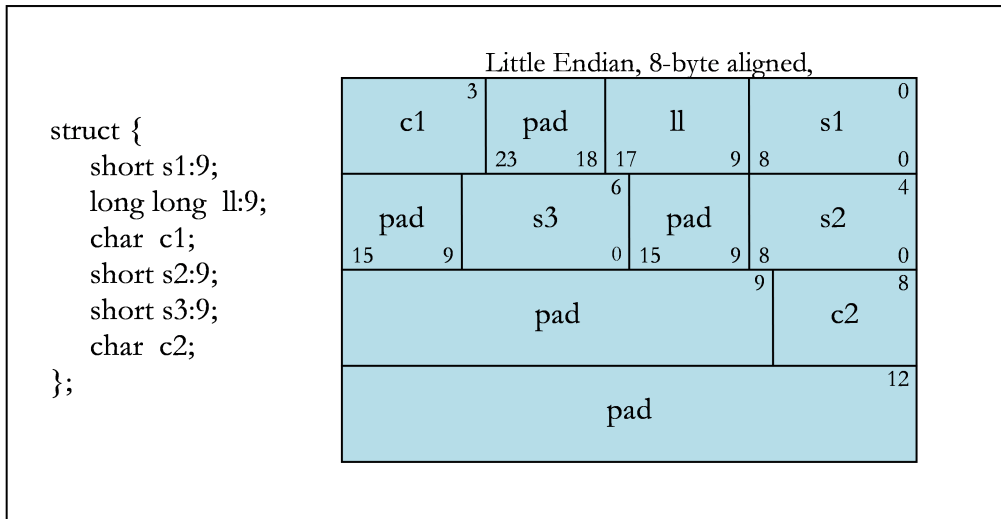 Little Endian, 8-byte aligned,
struct {
short s1:9;
long long ll:9;
char c1;
short s2:9;
short s3:9;
char c2;
};
3 0
c1 pad ll s1
23 18 17 9 8 0
6 4
pad s3 pad s2
15 9 0 15 9 8 0
9 8
pad c2
12
pad